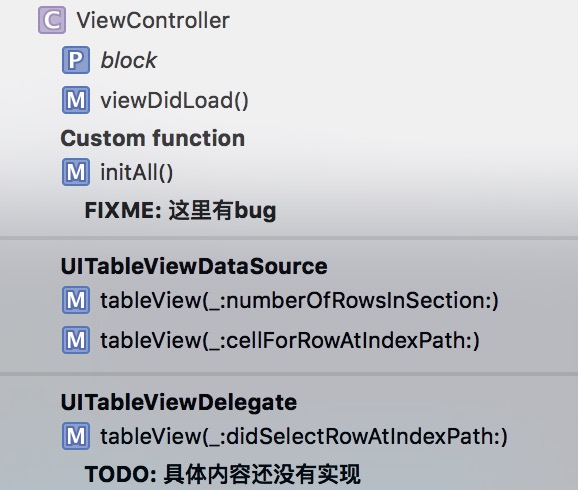 C ViewController
P block
M viewDidLoad()
Custom function
M initAll()
FIXME: 这里有bug
UITableViewDataSource
M tableView(_:numberOfRowsInSection:)
M tableView(_:cellForRowAtIndexPath:)
UITableViewDelegate
M tableView(_:didSelectRowAtIndexPath:)
TODO: 具体内容还没有实现